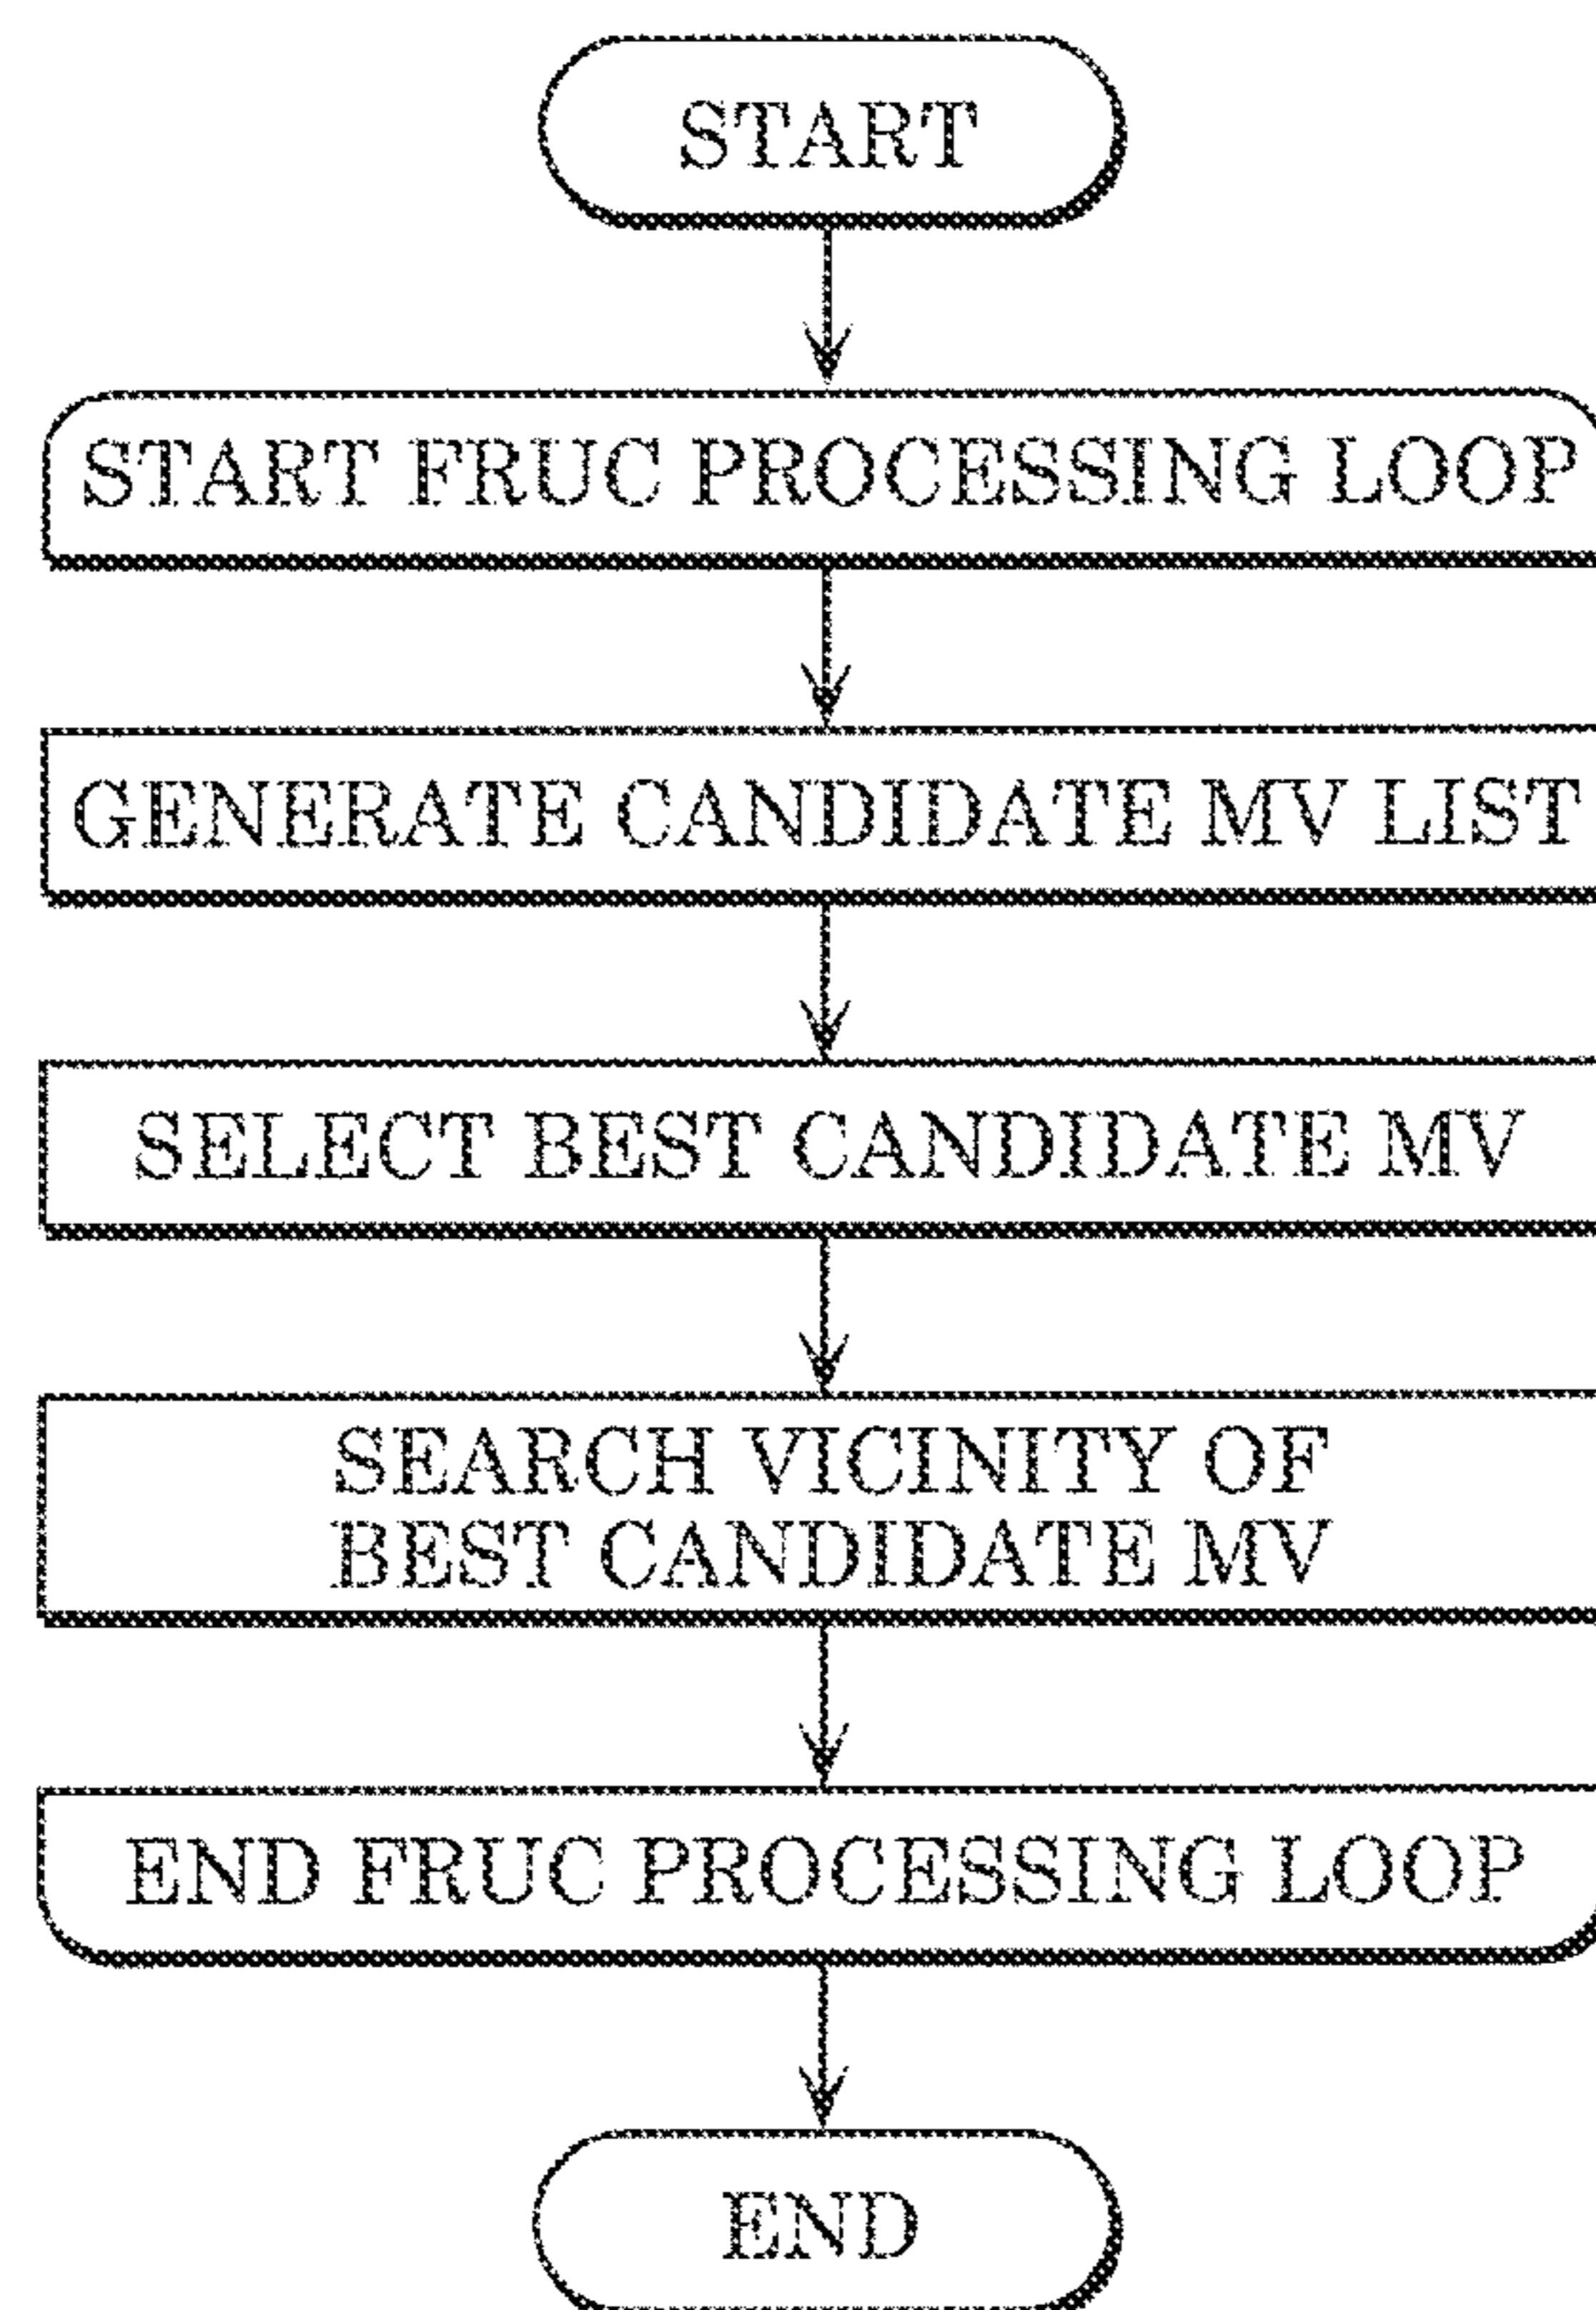 START
START FRUC PROCESSING LOOP
GENERATE CANDIDATE MV LIST
SELECT BEST CANDIDATE MV
SEARCH VICINITY OF
BEST CANDIDATE MV
END FRUC PROCESSING LOOP
END